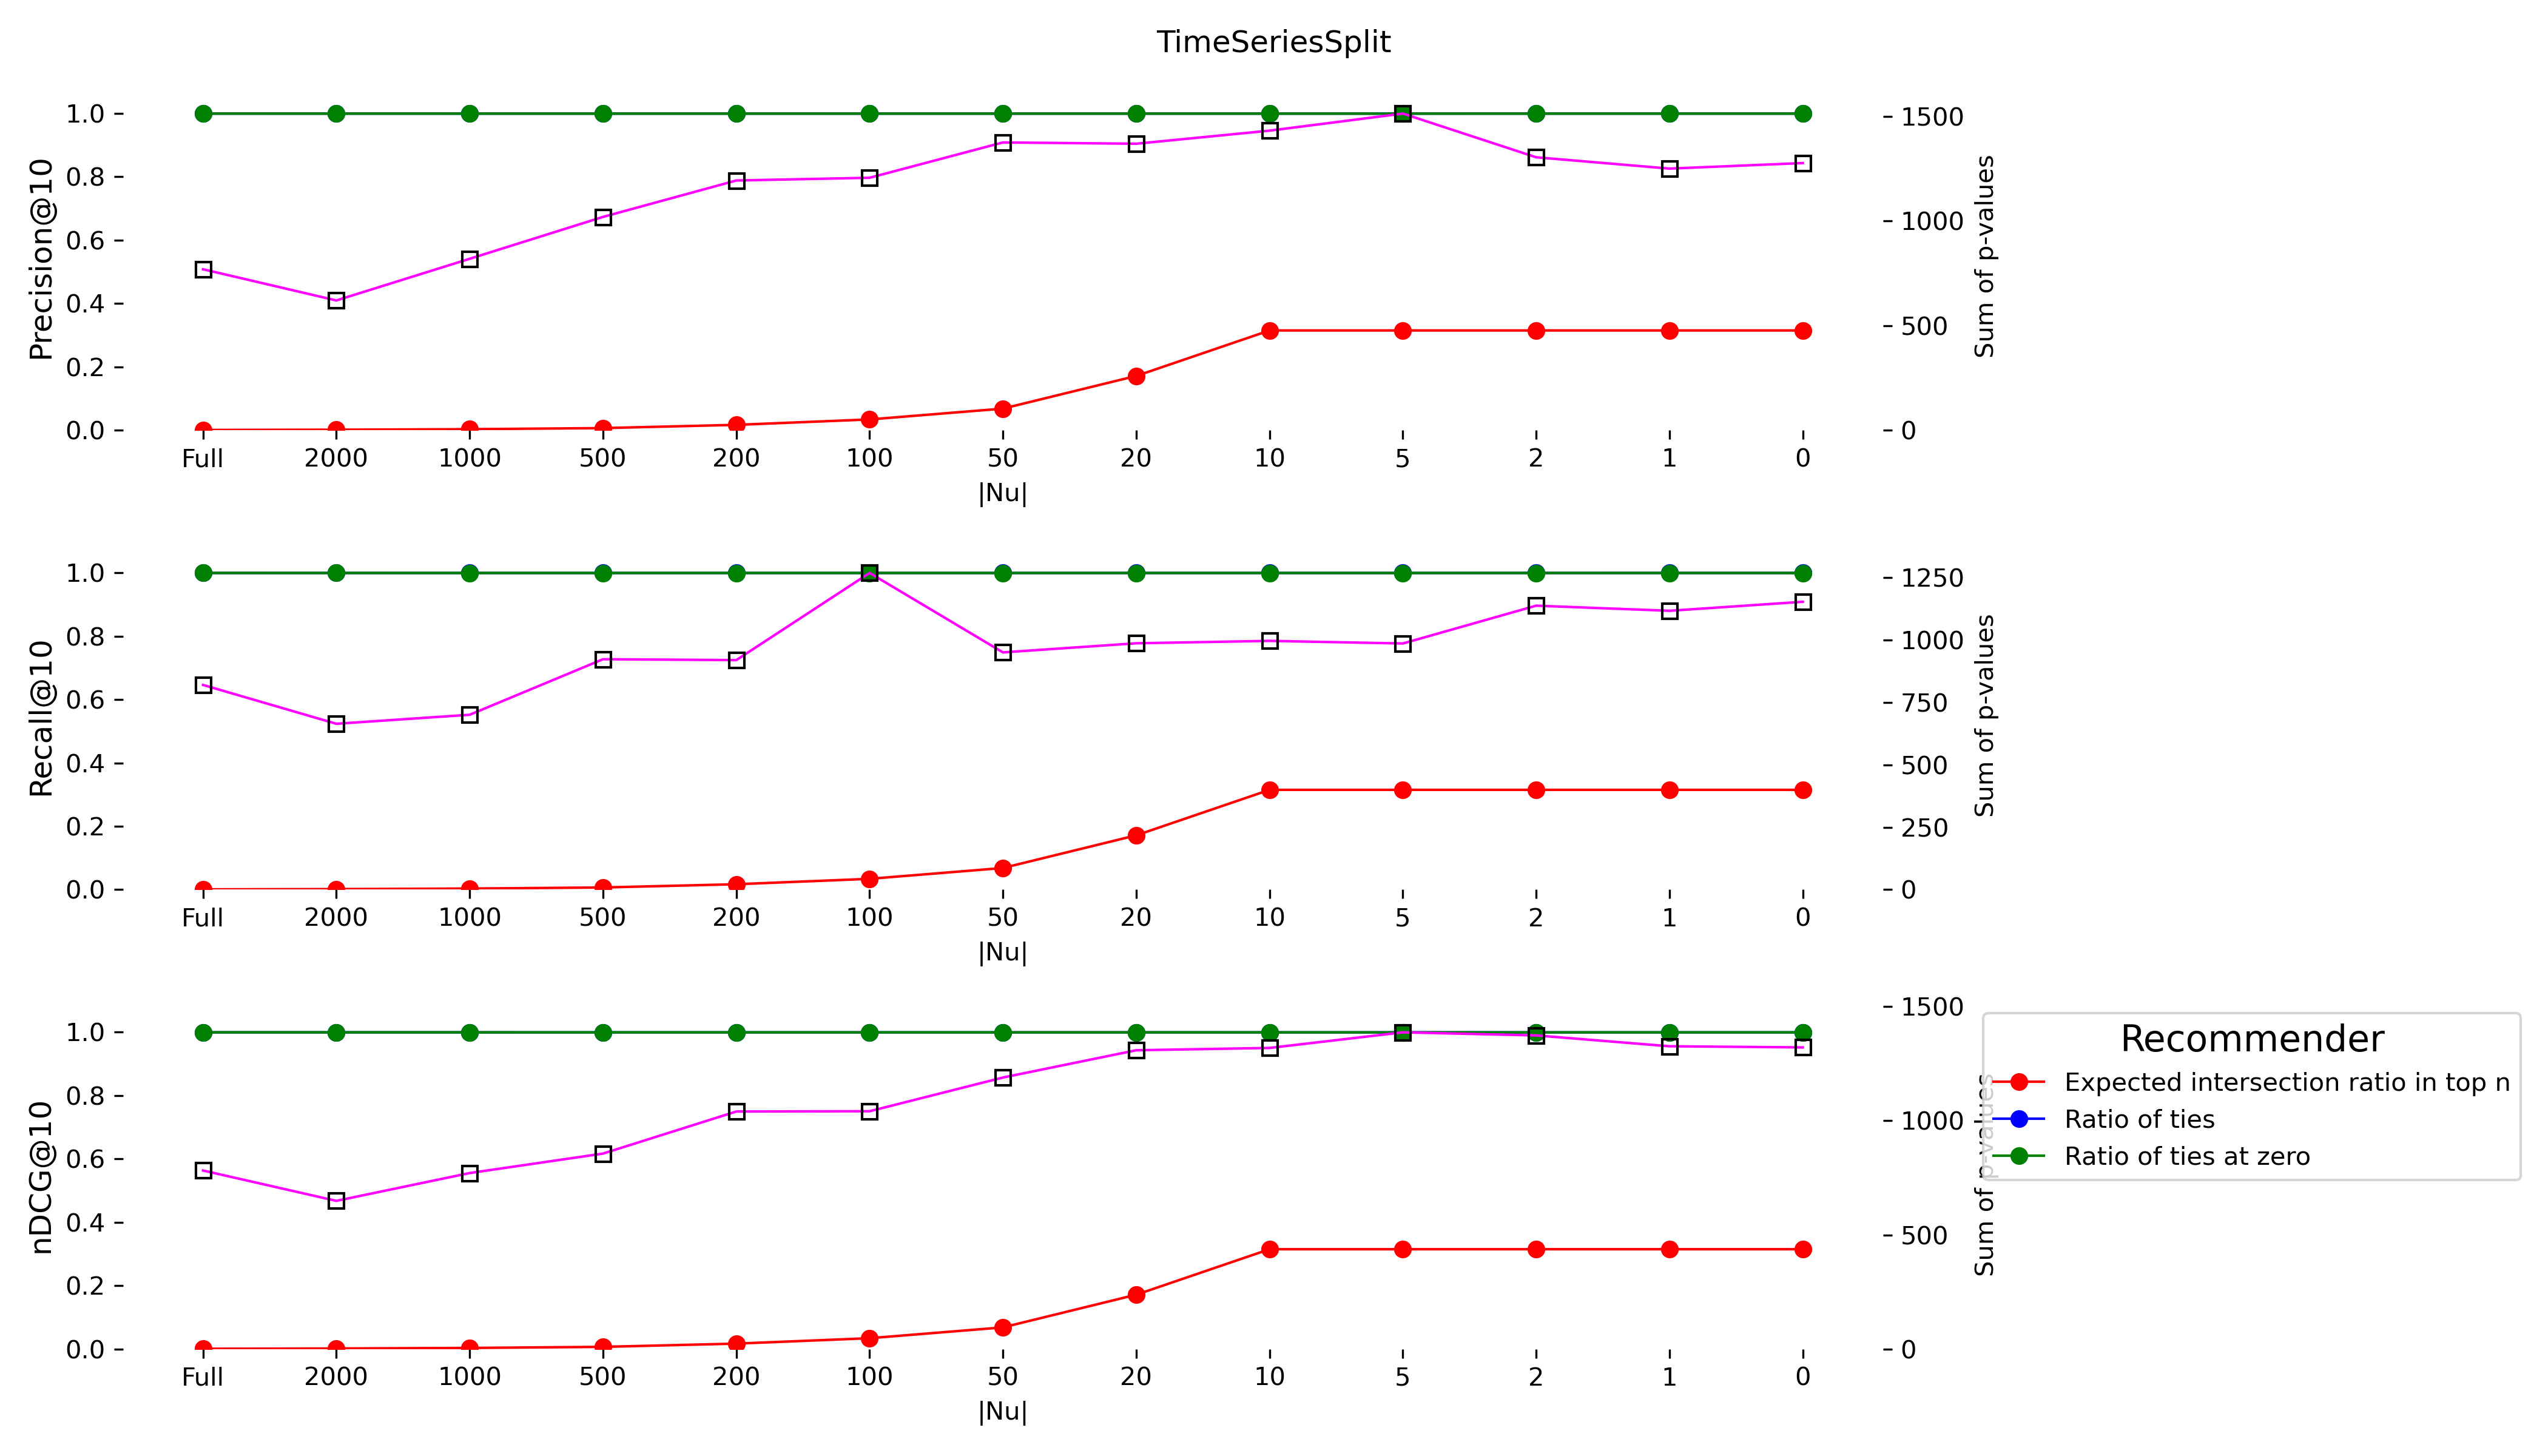 TimeSeriesSplit
Precision@10
1.0
0.8
0.6
0.4
0.2
0.0
1500
1000
500
0
Sum of p-values
Full 2000 1000 500 200 100 50 20 10 5 2 1 0
|Nu|
Recall@10
1.0
0.8
0.6
0.4
0.2
0.0
1250
1000
750
500
250
0
Sum of p-values
Full 2000 1000 500 200 100 50 20 10 5 2 1 0
|Nu|
nDCG@10
1.0
0.8
0.6
0.4
0.2
0.0
1500
1000
500
0
Sum of p-values
Full 2000 1000 500 200 100 50 20 10 5 2 1 0
|Nu|
Recommender
Expected intersection ratio in top n
Ratio of ties
Ratio of ties at zero